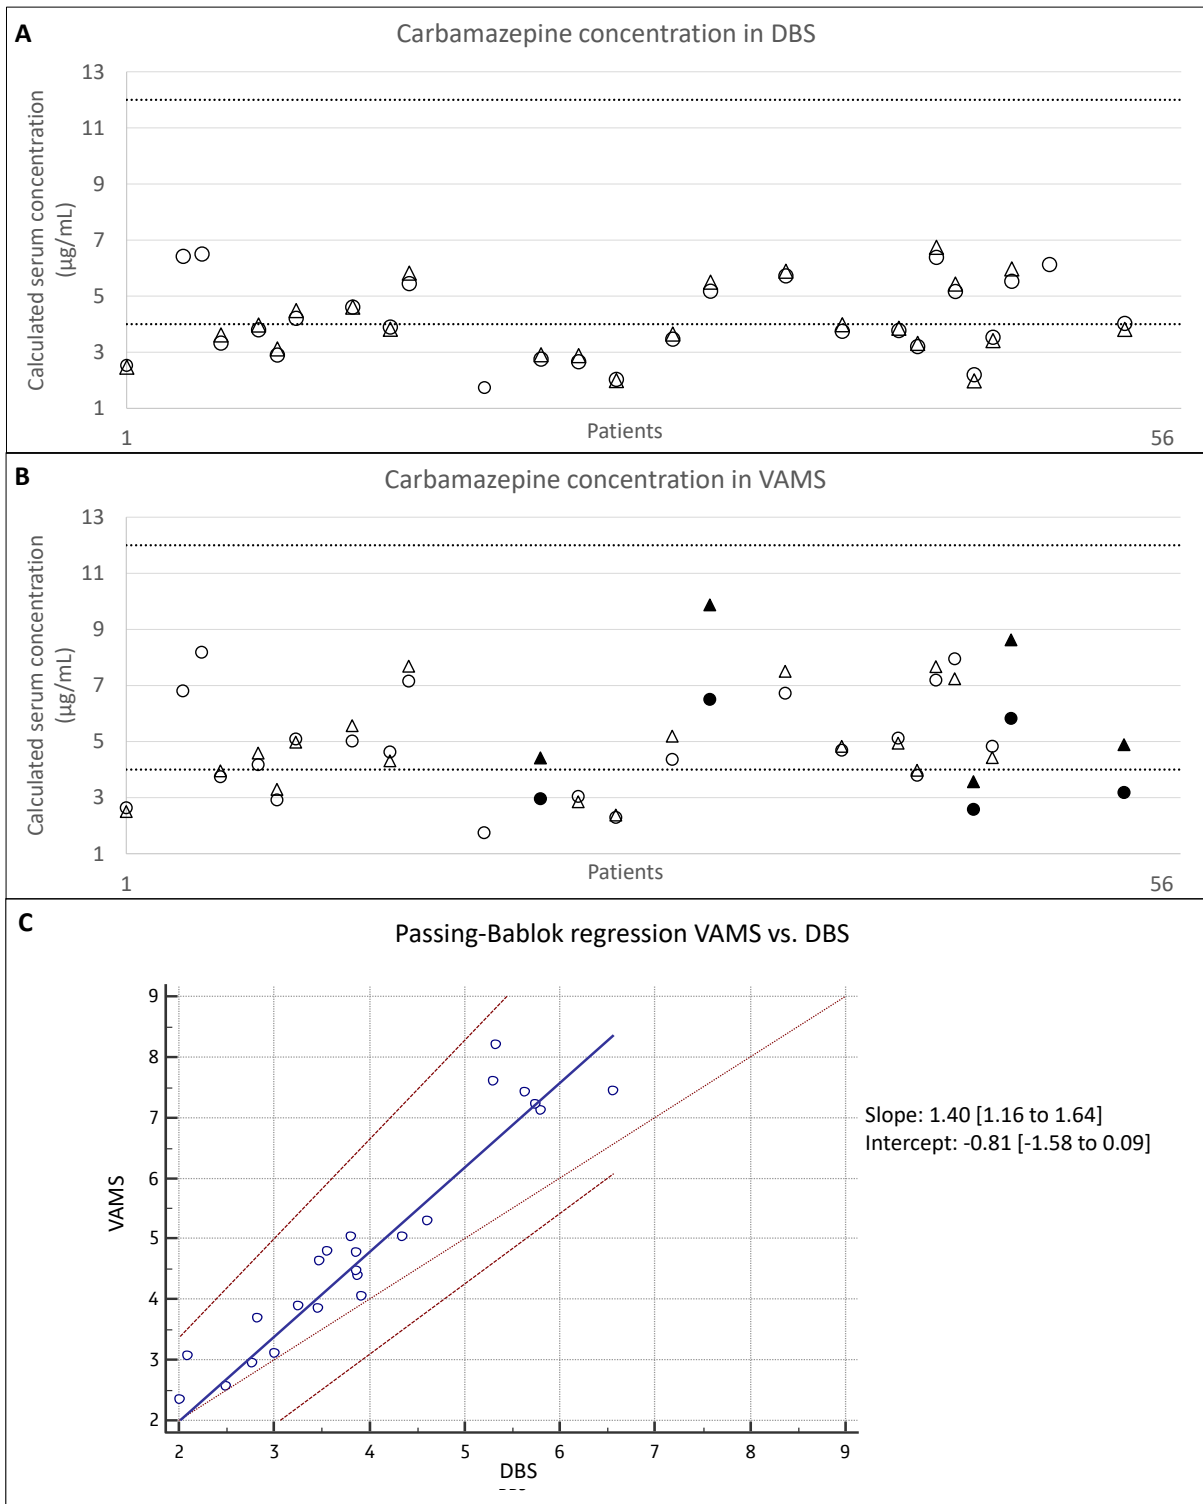 A
Carbamazepine concentration in DBS
Calculated serum concentration
(µg/mL)
13
11
9
7
5
3
1
1
Patients
56
B
Carbamazepine concentration in VAMS
Calculated serum concentration
(µg/mL)
13
11
9
7
5
3
1
1
Patients
56
C
Passing-Bablok regression VAMS vs. DBS
VAMS
9
8
7
6
5
4
3
2
Slope: 1.40 [1.16 to 1.64]
Intercept: -0.81 [-1.58 to 0.09]
2 3 4 5 6 7 8 9
DBS